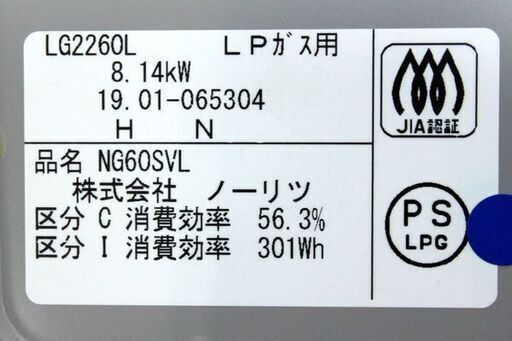 LG2260L LPガス用
8.14kW
19.01-065304
H N
JIA認証
品名 NG60SVL
株式会社 ノーリツ
区分 C 消費効率 56.3%
区分 I 消費効率 301Wh
PS
LPG